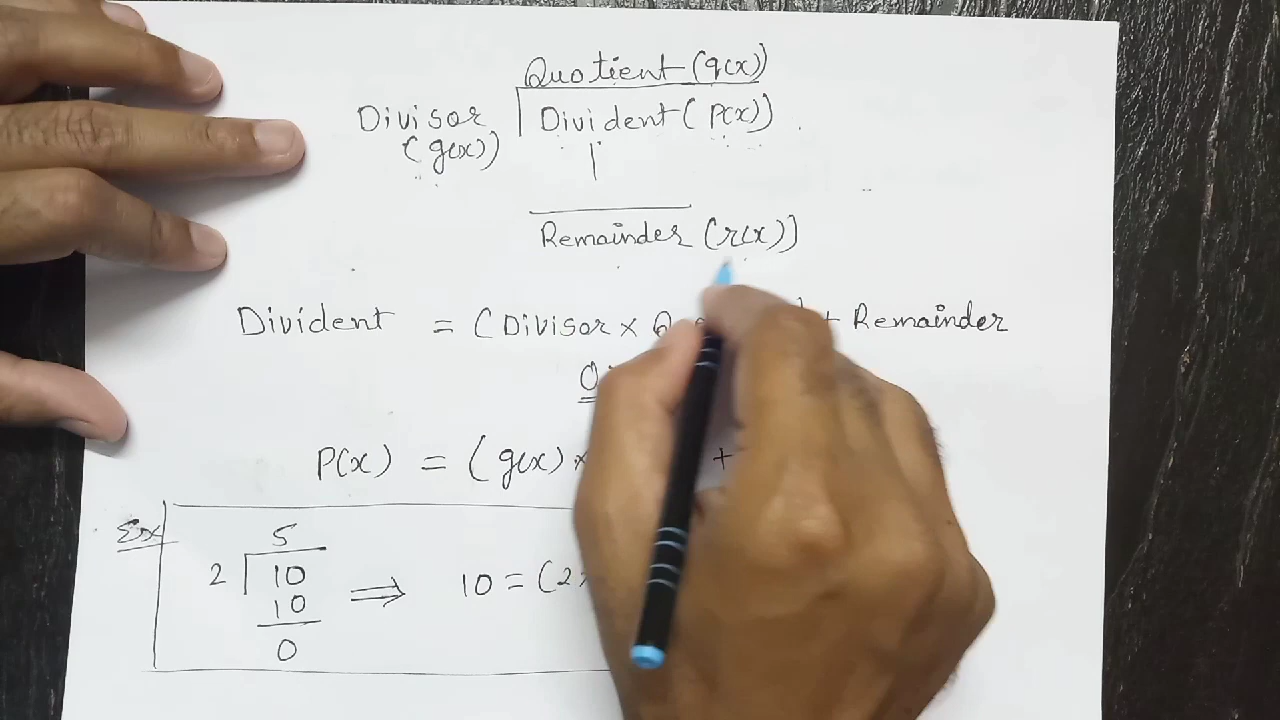 Quotient (q(x))
Divisor Divident (P(x))
(g(x))
Remainder (r(x))
Divident = (Divisor × + Remainder
P(x) = (g(x) × +
Ex
5
2 10 ⇒ 10 = (2
10
0